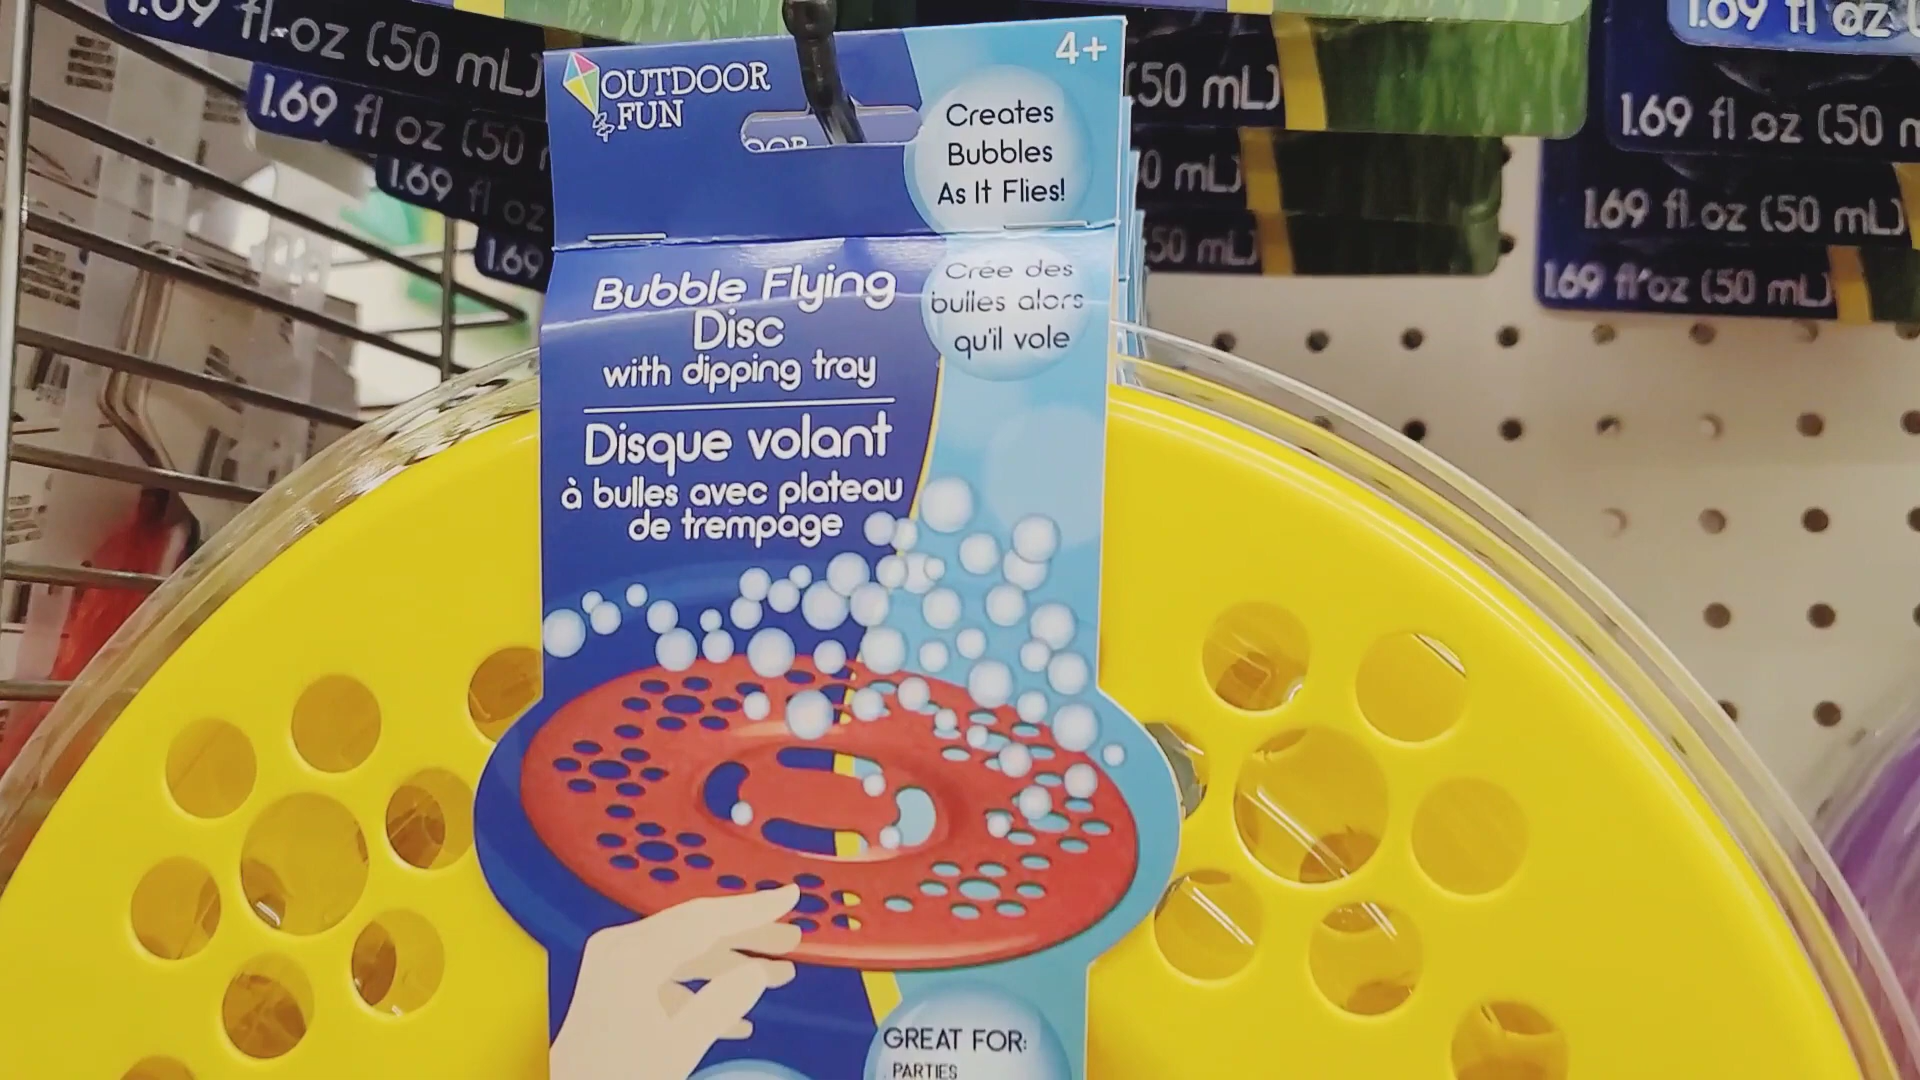 1.69 fl oz (50 mL)
1.69 fl oz (50
1.69 fl oz
1.69
OUTDOOR
& FUN
OOR
4+
Creates
Bubbles
As It Flies!
Crée des
bulles alors
qu'il vole
Bubble Flying
Disc
with dipping tray
Disque volant
à bulles avec plateau
de trempage
GREAT FOR:
PARTIES
(50 mL)
0 mL)
50 mL)
1.69 fl oz
1.69 fl oz (50 m
1.69 fl oz (50 mL)
1.69 fl oz (50 mL)